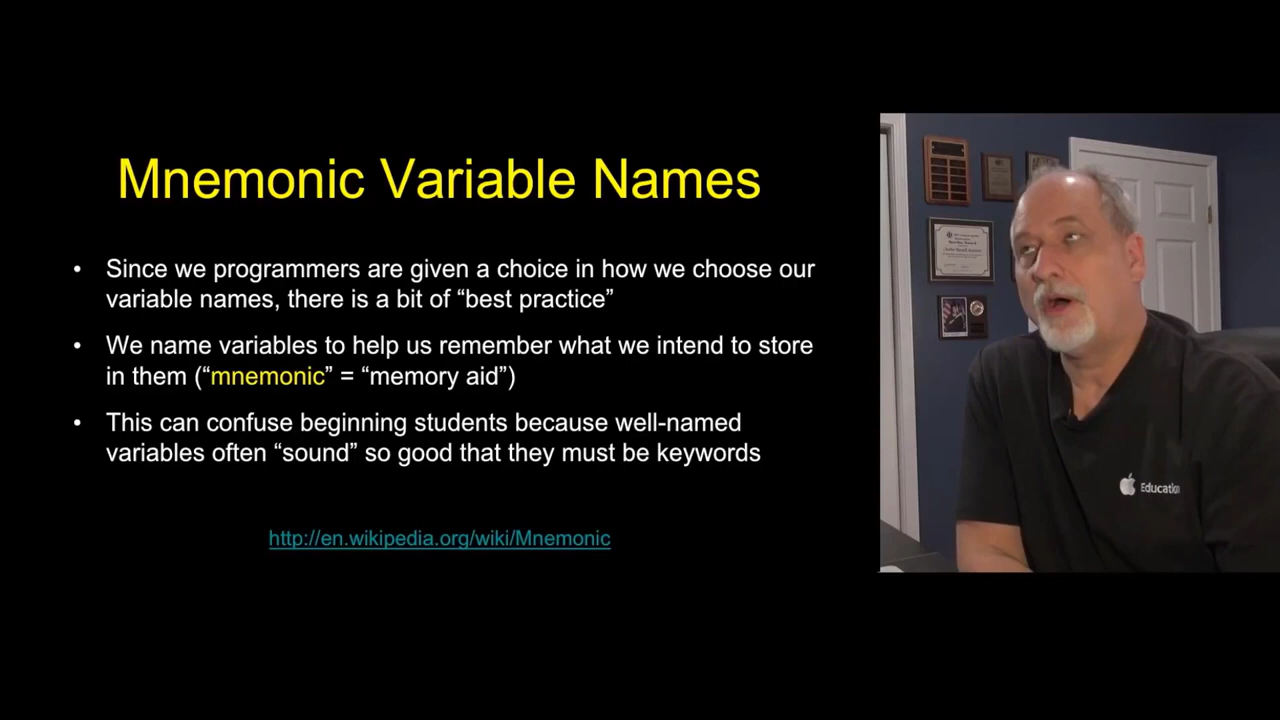 Mnemonic Variable Names
• Since we programmers are given a choice in how we choose our
variable names, there is a bit of “best practice”
• We name variables to help us remember what we intend to store
in them (“mnemonic” = “memory aid”)
• This can confuse beginning students because well-named
variables often “sound” so good that they must be keywords
http://en.wikipedia.org/wiki/Mnemonic
Education